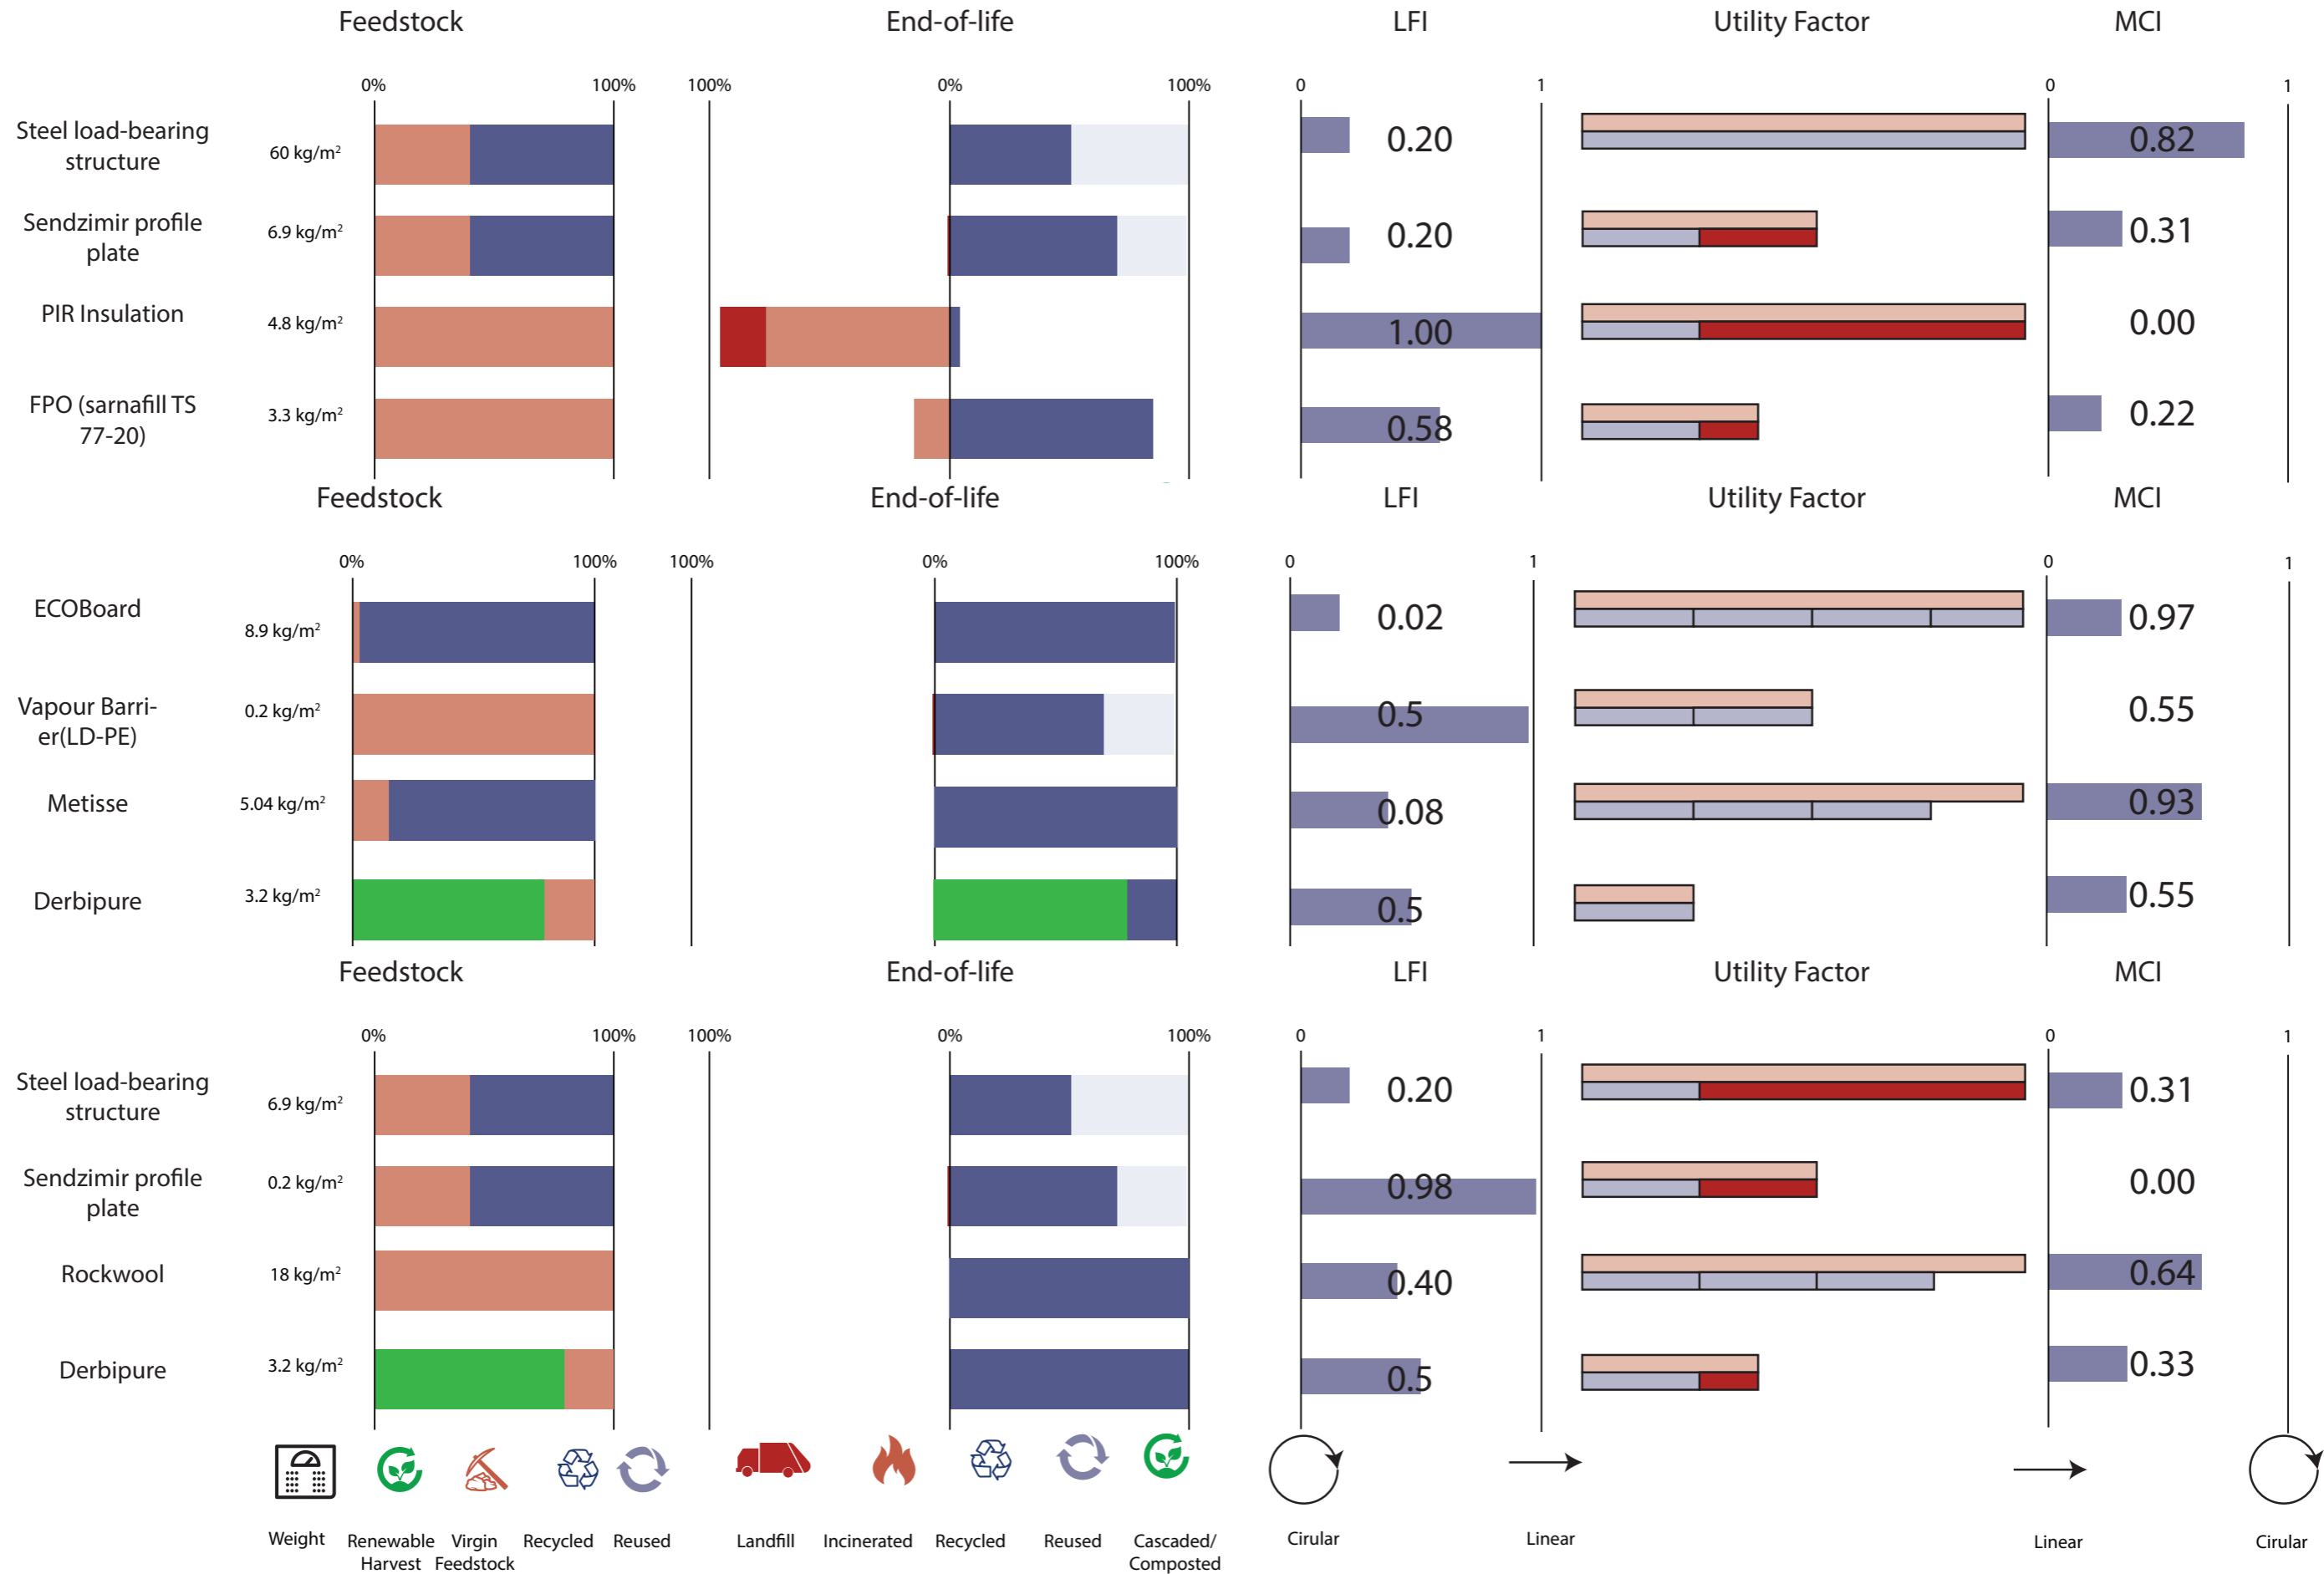 Feedstock End-of-life LFI Utility Factor MCI
0% 100% 100% 0% 100% 0 1 0 1
Steel load-bearing
structure
60 kg/m²
0.20
0.82
Sendzimir profile
plate
6.9 kg/m²
0.20
0.31
PIR Insulation
4.8 kg/m²
1.00
0.00
FPO (sarnafill TS
77-20)
3.3 kg/m²
0.58
0.22
Feedstock End-of-life LFI Utility Factor MCI
0% 100% 100% 0% 100% 0 1 0 1
ECOBoard
8.9 kg/m²
0.02
0.97
Vapour Barri-
er(LD-PE)
0.2 kg/m²
0.5
0.55
Metisse
5.04 kg/m²
0.08
0.93
Derbipure
3.2 kg/m²
0.5
0.55
Feedstock End-of-life LFI Utility Factor MCI
0% 100% 100% 0% 100% 0 1 0 1
Steel load-bearing
structure
6.9 kg/m²
0.20
0.31
Sendzimir profile
plate
0.2 kg/m²
0.98
0.00
Rockwool
18 kg/m²
0.40
0.64
Derbipure
3.2 kg/m²
0.5
0.33
Weight
Renewable
Harvest
Virgin
Feedstock
Recycled
Reused
Landfill
Incinerated
Recycled
Reused
Cascaded/
Composted
Cirular
Linear
Linear
Cirular